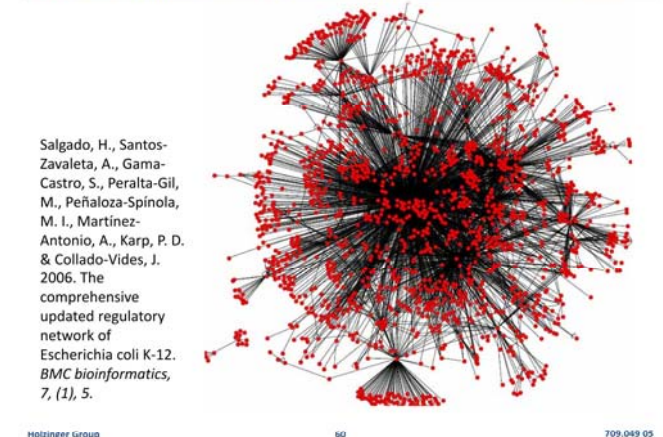 Salgado, H., Santos-
Zavaleta, A., Gama-
Castro, S., Peralta-Gil,
M., Peñaloza-Spínola,
M. I., Martínez-
Antonio, A., Karp, P. D.
& Collado-Vides, J.
2006. The
comprehensive
updated regulatory
network of
Escherichia coli K-12.
BMC bioinformatics,
7, (1), 5.
Holzinger Group 60 709.049 05